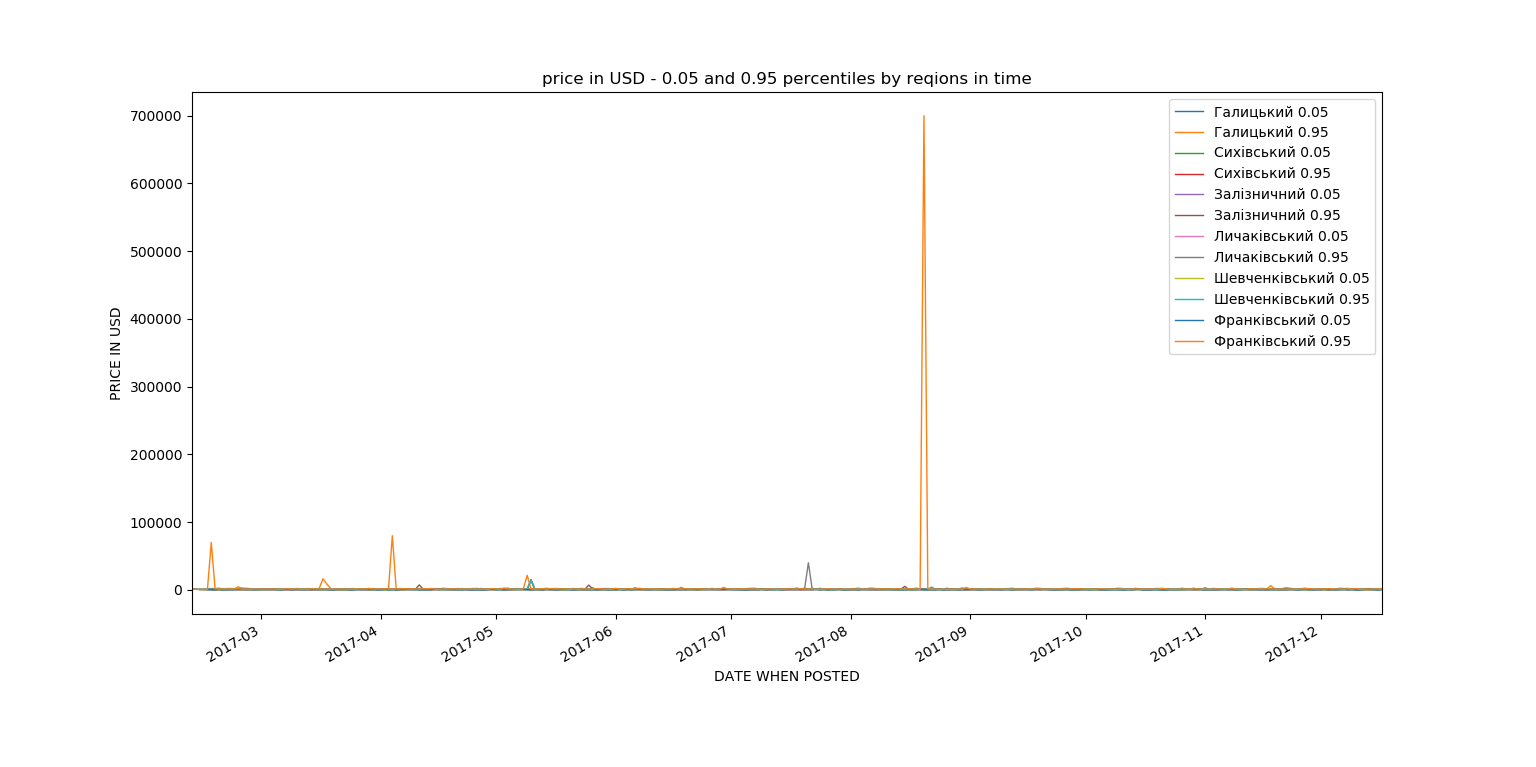 price in USD - 0.05 and 0.95 percentiles by reqions in time
PRICE IN USD
700000
600000
500000
400000
300000
200000
100000
0
Галицький 0.05
Галицький 0.95
Сихівський 0.05
Сихівський 0.95
Залізничний 0.05
Залізничний 0.95
Личаківський 0.05
Личаківський 0.95
Шевченківський 0.05
Шевченківський 0.95
Франківський 0.05
Франківський 0.95
2017-03
2017-04
2017-05
2017-06
2017-07
2017-08
2017-09
2017-10
2017-11
2017-12
DATE WHEN POSTED